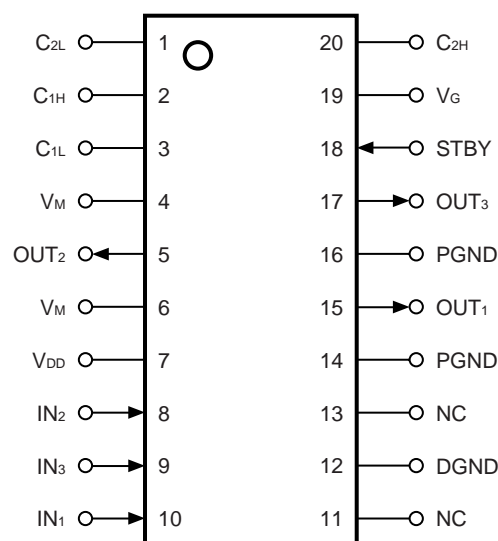 C2L 1 20 C2H
C1H 2 19 VG
C1L 3 18 STBY
VM 4 17 OUT3
OUT2 5 16 PGND
VM 6 15 OUT1
VDD 7 14 PGND
IN2 8 13 NC
IN3 9 12 DGND
IN1 10 11 NC